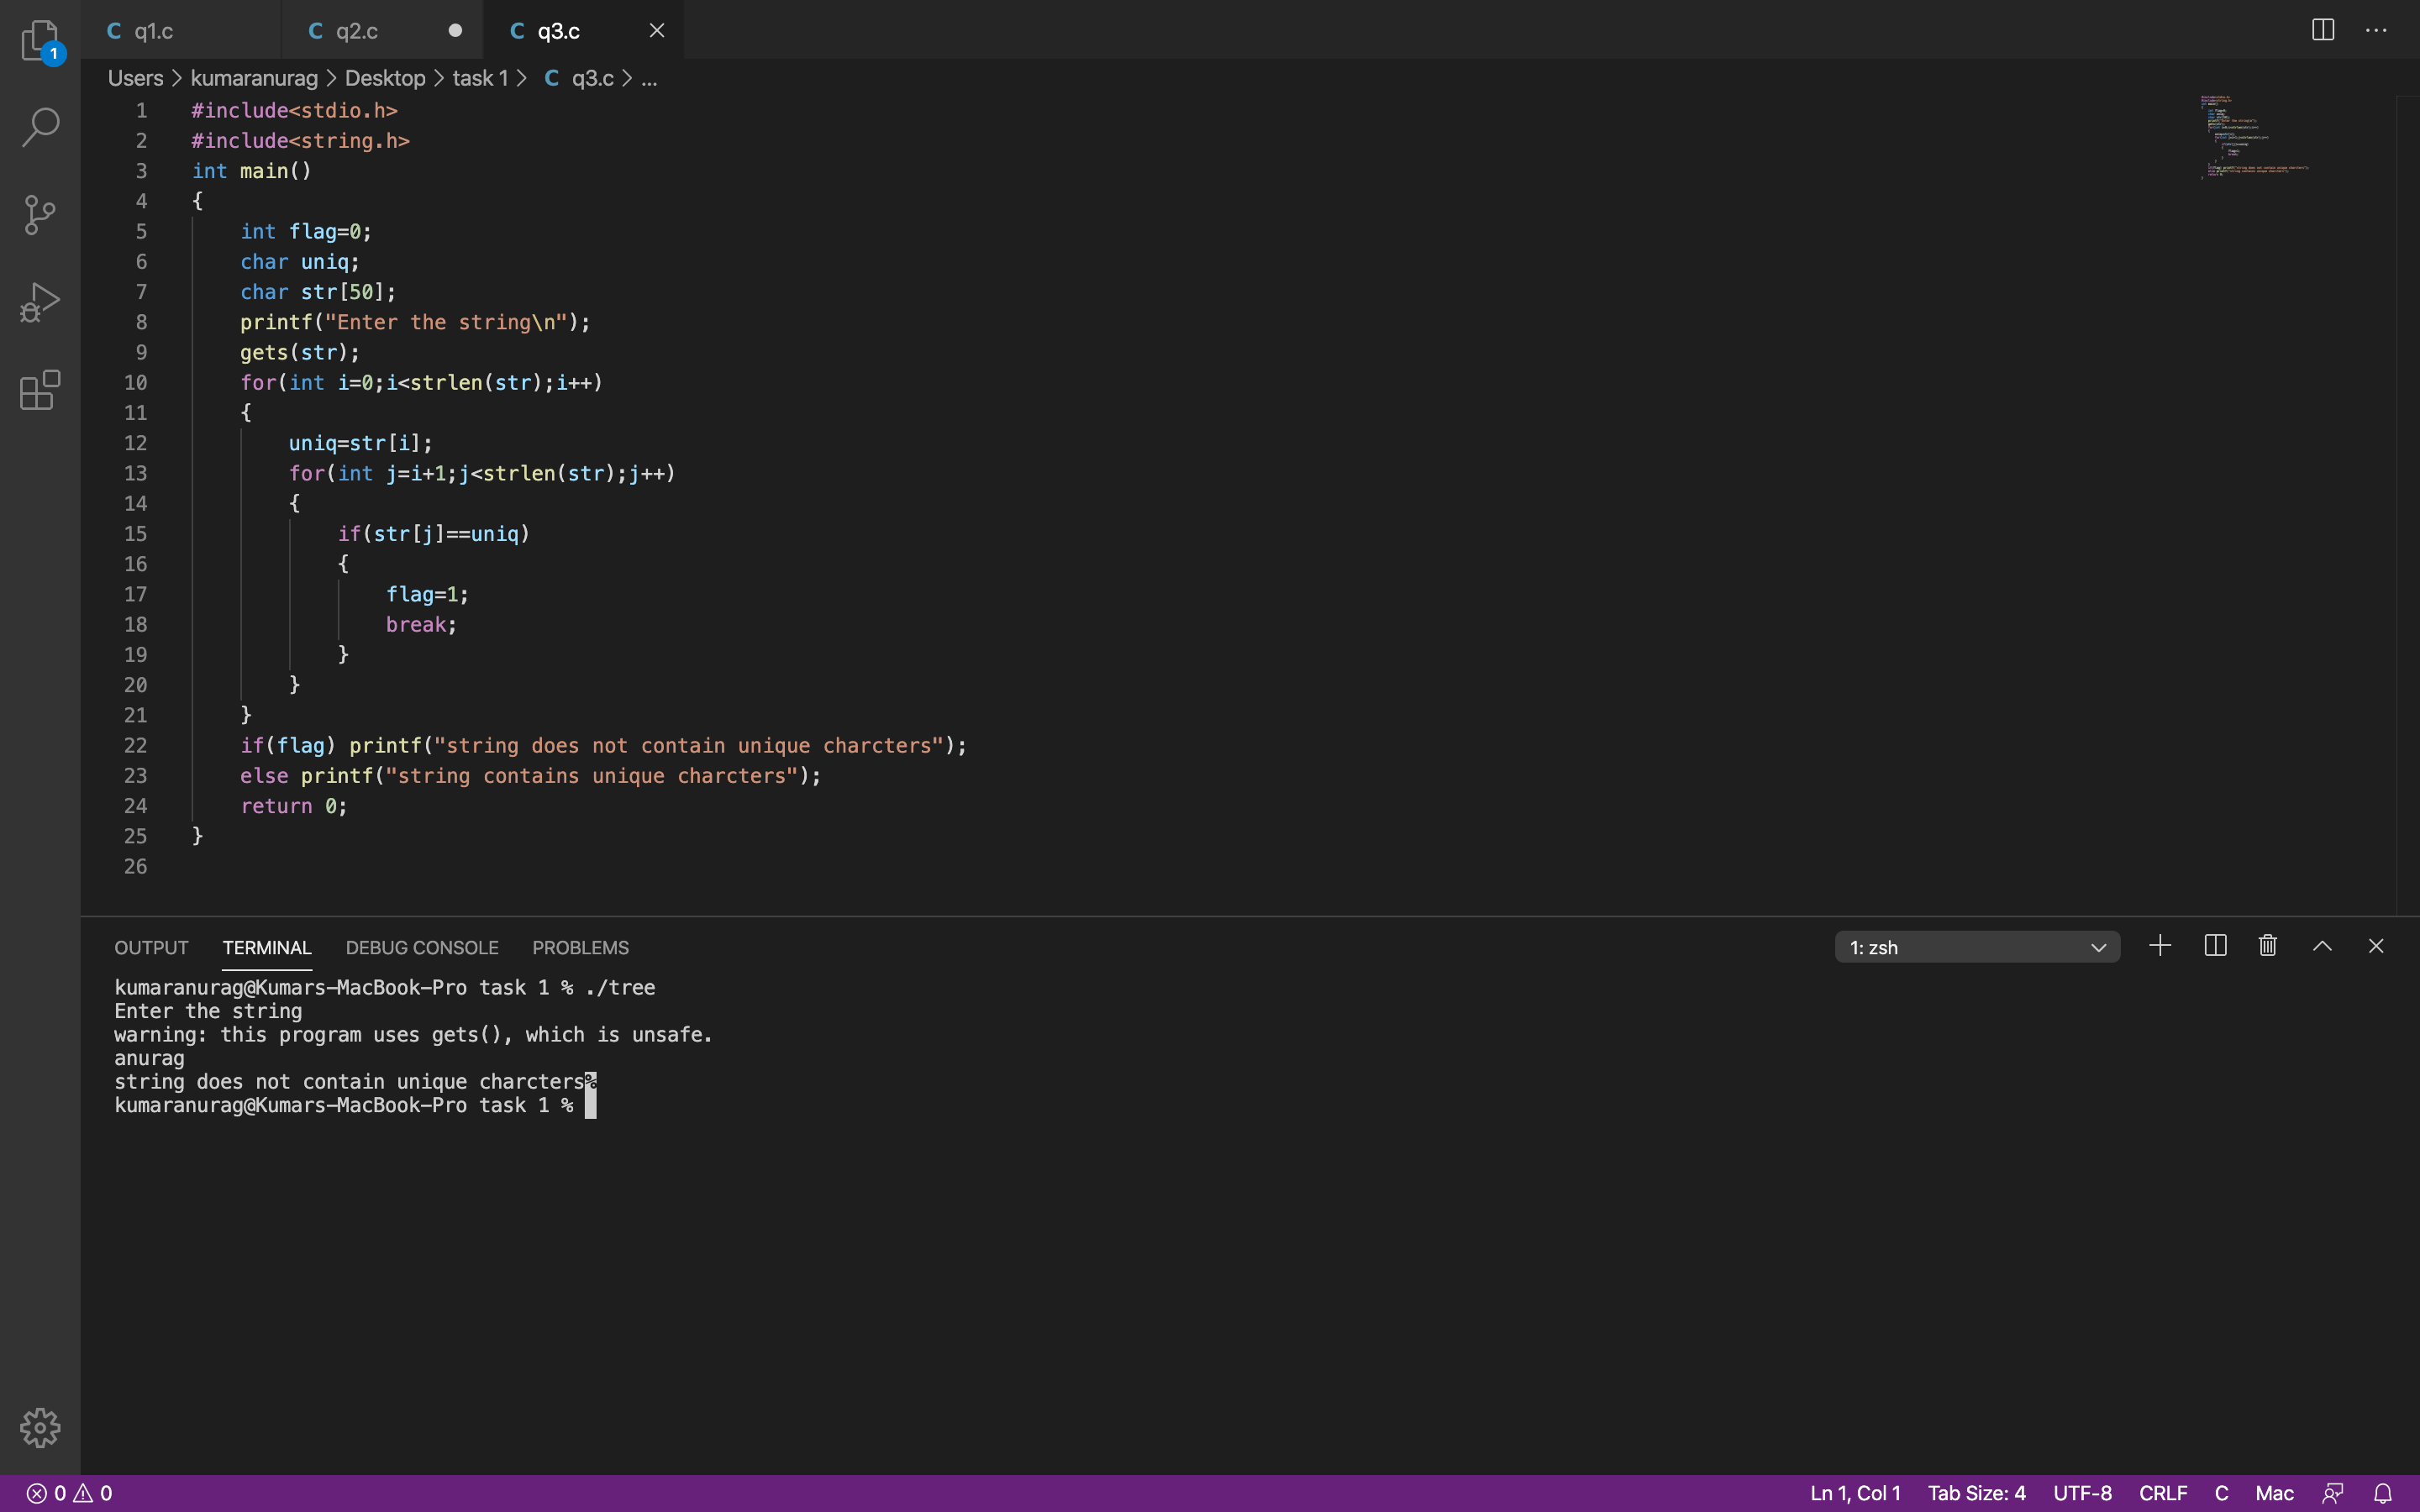 C q1.c C q2.c C q3.c
Users > kumaranurag > Desktop > task 1 > C q3.c > ...
1 #include<stdio.h>
2 #include<string.h>
3 int main()
4 {
5     int flag=0;
6     char uniq;
7     char str[50];
8     printf("Enter the string\n");
9     gets(str);
10     for(int i=0;i<strlen(str);i++)
11     {
12         uniq=str[i];
13         for(int j=i+1;j<strlen(str);j++)
14         {
15             if(str[j]==uniq)
16             {
17                 flag=1;
18                 break;
19             }
20         }
21     }
22     if(flag) printf("string does not contain unique charcters");
23     else printf("string contains unique charcters");
24     return 0;
25 }
26
1
OUTPUT TERMINAL DEBUG CONSOLE PROBLEMS 1: zsh
kumaranurag@Kumars-MacBook-Pro task 1 % ./tree
Enter the string
warning: this program uses gets(), which is unsafe.
anurag
string does not contain unique charcters%
kumaranurag@Kumars-MacBook-Pro task 1 %
0 0 Ln 1, Col 1 Tab Size: 4 UTF-8 CRLF C Mac